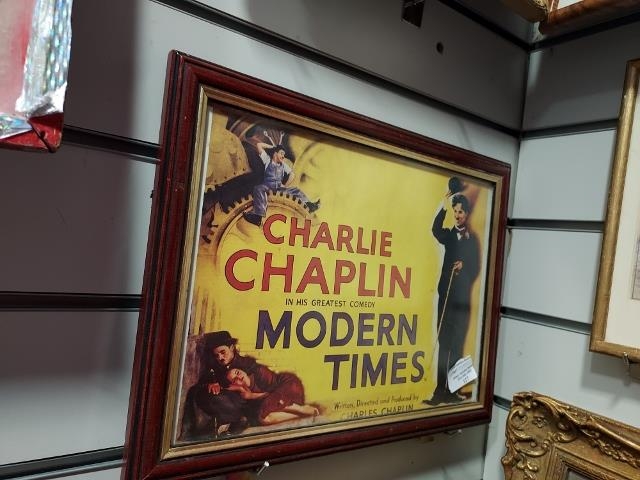 CHARLIE
CHAPLIN
IN HIS GREATEST COMEDY
MODERN
TIMES
Written, Directed and Produced by
CHARLES CHAPLIN